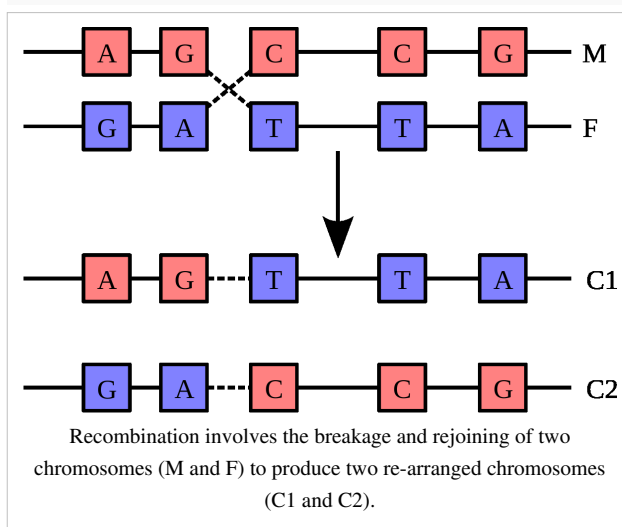 A G C C G M
G A T T A F
A G T T A C1
G A C C G C2
Recombination involves the breakage and rejoining of two
chromosomes (M and F) to produce two re-arranged chromosomes
(C1 and C2).